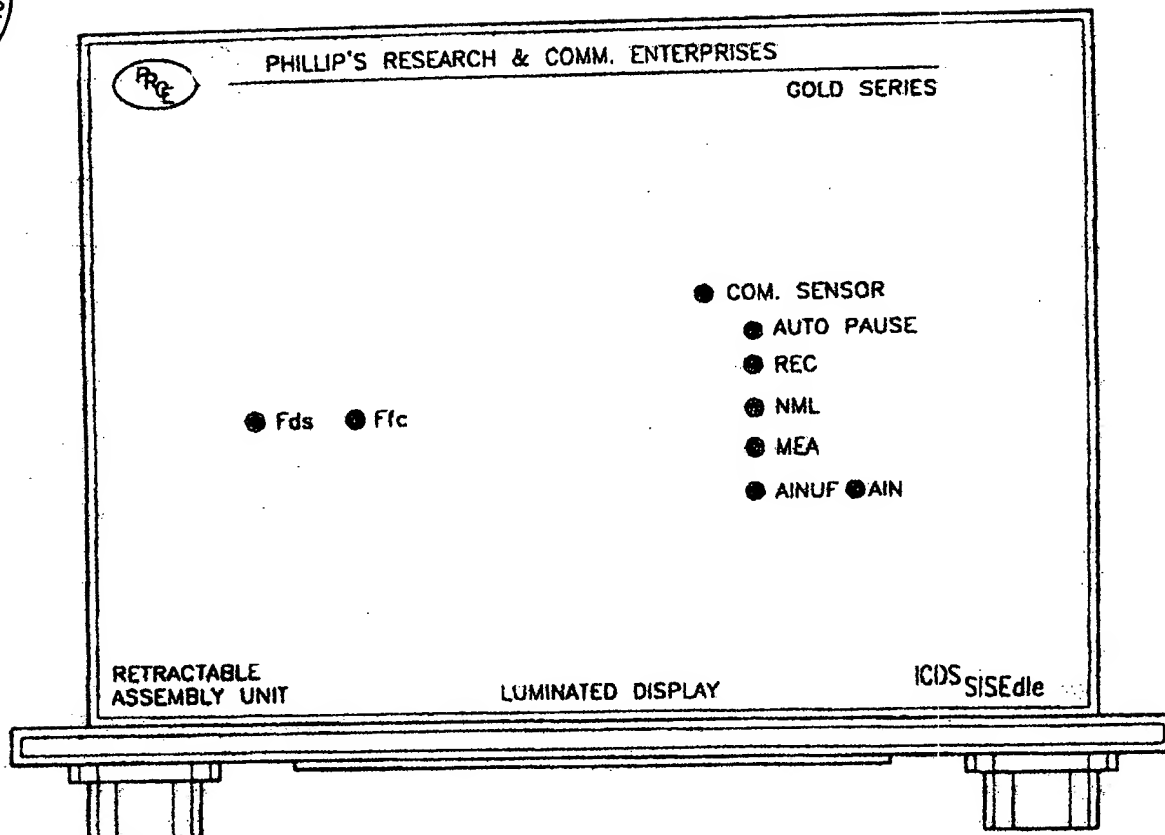 PHILLIP'S RESEARCH & COMM. ENTERPRISES
PRCE
GOLD SERIES
COM. SENSOR
AUTO PAUSE
REC
Fds Ffc
NML
MEA
AINUF AIN
RETRACTABLE
ASSEMBLY UNIT
LUMINATED DISPLAY
ICDS SISEdle